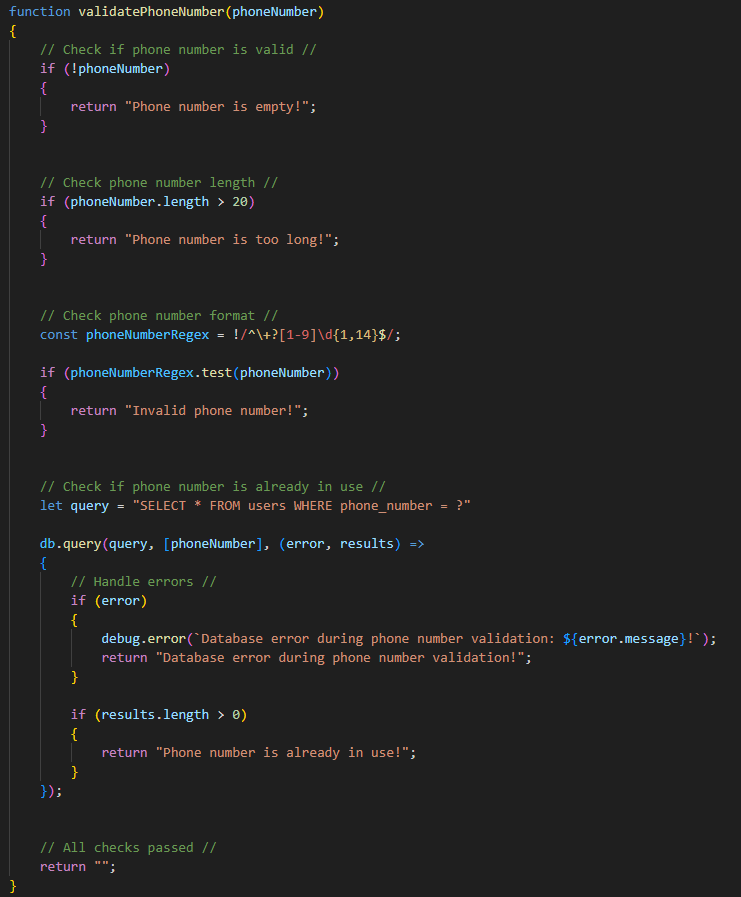 function validatePhoneNumber(phoneNumber)
{
    // Check if phone number is valid //
    if (!phoneNumber)
    {
        return "Phone number is empty!";
    }


    // Check phone number length //
    if (phoneNumber.length > 20)
    {
        return "Phone number is too long!";
    }


    // Check phone number format //
    const phoneNumberRegex = !/^\+?[1-9]\d{1,14}$/;

    if (phoneNumberRegex.test(phoneNumber))
    {
        return "Invalid phone number!";
    }


    // Check if phone number is already in use //
    let query = "SELECT * FROM users WHERE phone_number = ?"

    db.query(query, [phoneNumber], (error, results) =>
    {
        // Handle errors //
        if (error)
        {
            debug.error(`Database error during phone number validation: ${error.message}!`);
            return "Database error during phone number validation!";
        }

        if (results.length > 0)
        {
            return "Phone number is already in use!";
        }
    });


    // All checks passed //
    return "";
}